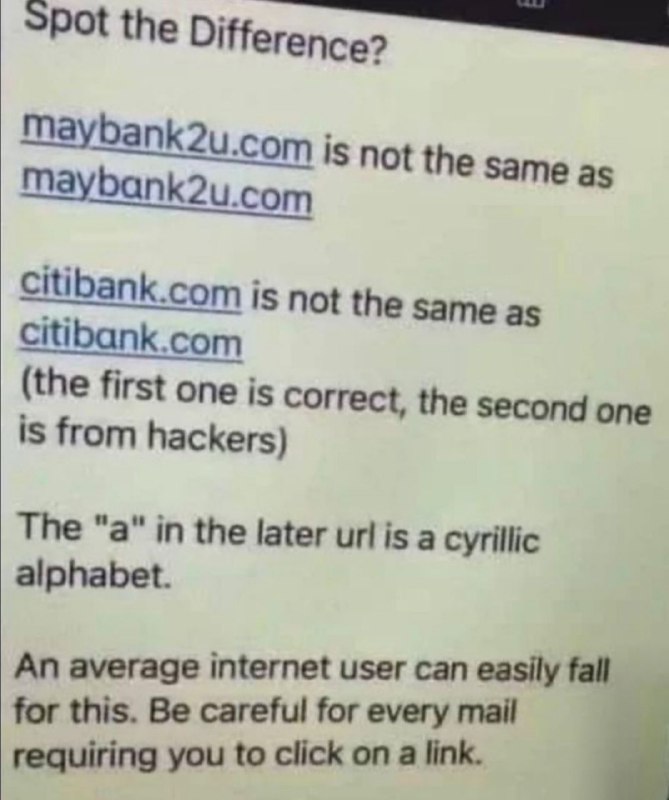 Spot the Difference?
maybank2u.com is not the same as
mαybαnk2u.com
citibank.com is not the same as
citibɑnk.com
(the first one is correct, the second one
is from hackers)
The "a" in the later url is a cyrillic
alphabet.
An average internet user can easily fall
for this. Be careful for every mail
requiring you to click on a link.